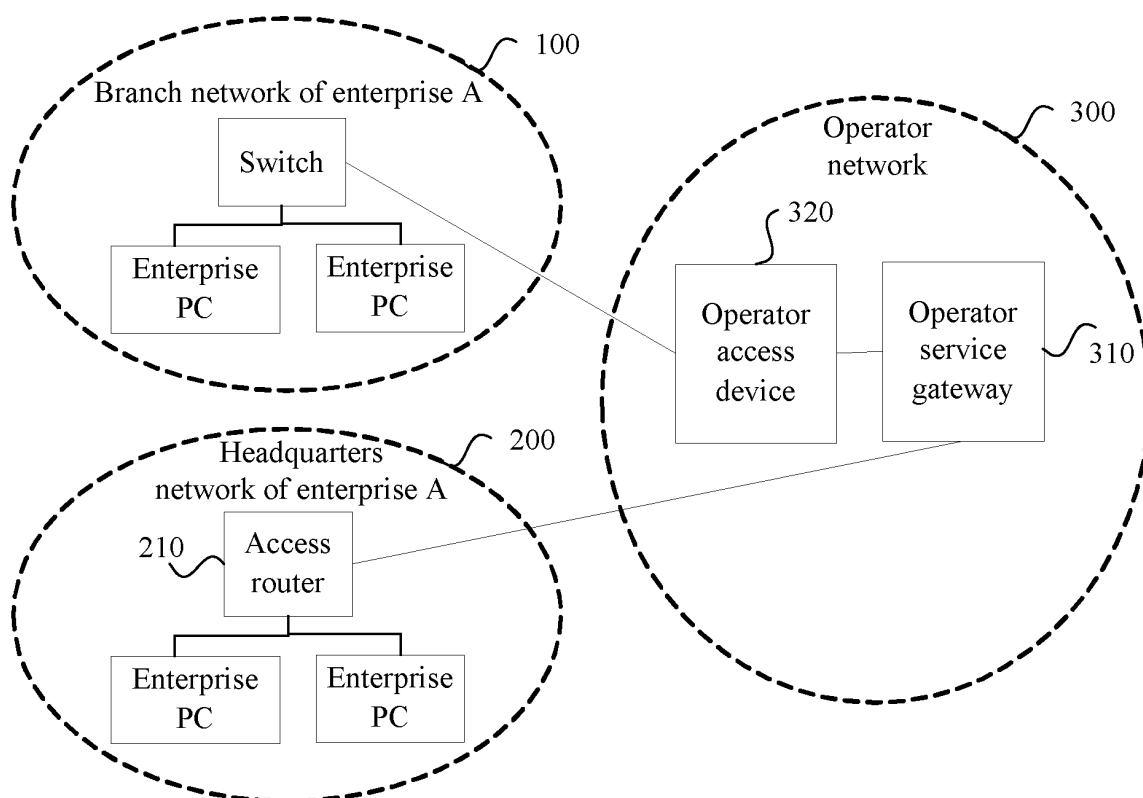 100
Branch network of enterprise A
Switch
Enterprise
PC
Enterprise
PC
300
Operator
network
320
Operator
access
device
Operator
service
gateway
310
200
Headquarters
network of enterprise A
210
Access
router
Enterprise
PC
Enterprise
PC